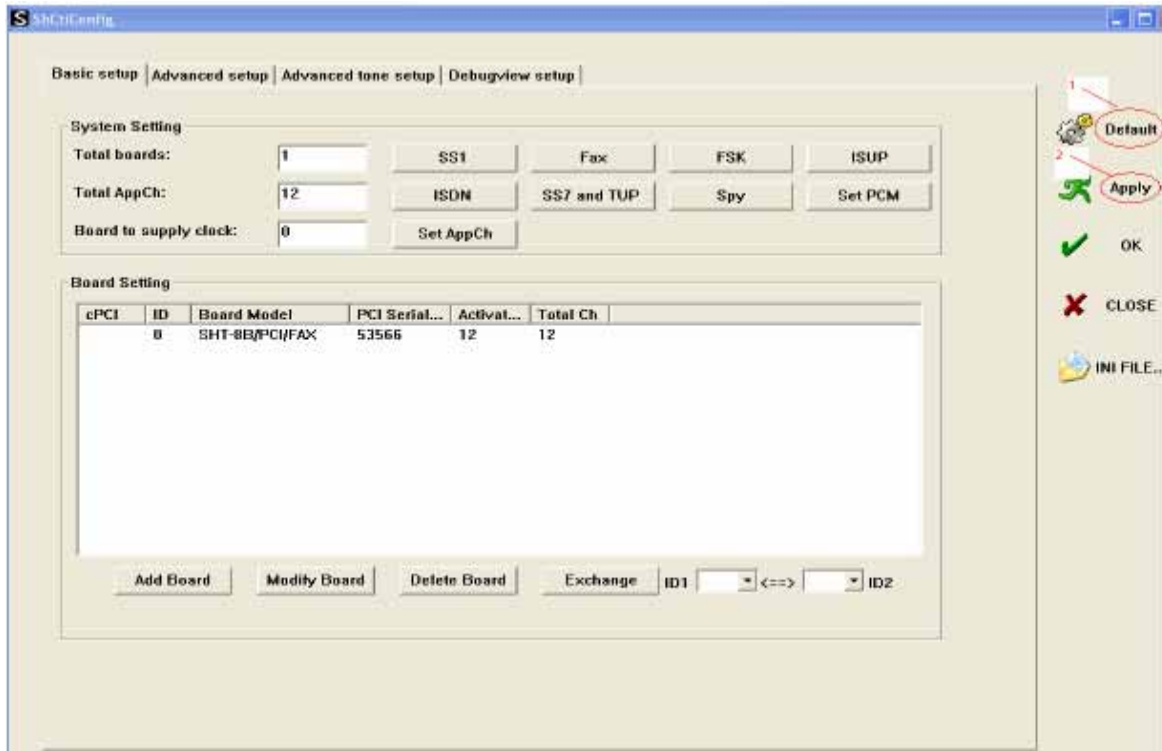 ShCtiConfig
Basic setup Advanced setup Advanced tone setup Debugview setup
System Setting
Total boards: 1 SS1 Fax FSK ISUP
Total AppCh: 12 ISDN SS7 and TUP Spy Set PCM
Board to supply clock: 0 Set AppCh
Board Setting
cPCI ID Board Model PCI Serial... Activat... Total Ch
0 SHT-8B/PCI/FAX 53566 12 12
Add Board Modify Board Delete Board Exchange ID1 <==> ID2
1
Default
2
Apply
OK
CLOSE
INI FILE..